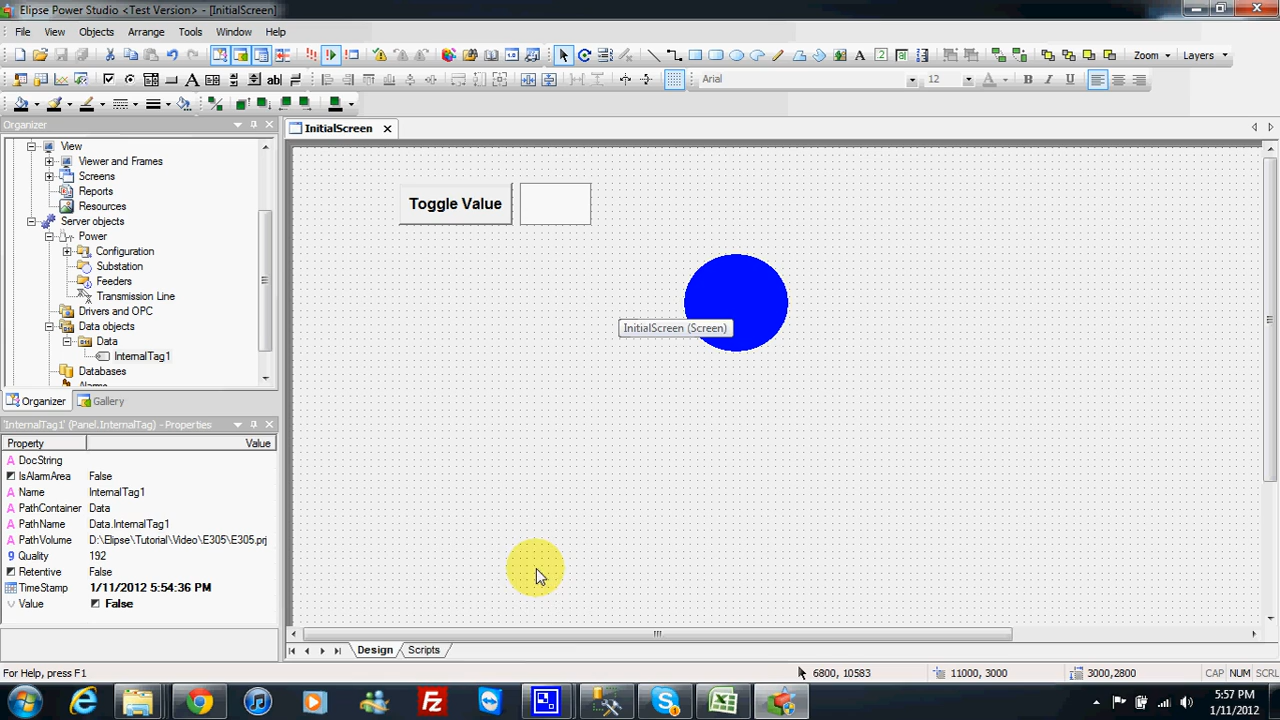 Elipse Power Studio <Test Version> - [InitialScreen]
File View Objects Arrange Tools Window Help
Zoom Layers
Arial 12 A B I U
Organizer
InitialScreen
View
Viewer and Frames
Screens
Reports
Resources
Server objects
Power
Configuration
Substation
Feeders
Transmission Line
Drivers and OPC
Data objects
Data
InternalTag1
Databases
Organizer Gallery
Toggle Value
InitialScreen (Screen)
'InternalTag1' (Panel.InternalTag) - Properties
Property Value
DocString
IsAlarmArea False
Name InternalTag1
PathContainer Data
PathName Data.InternalTag1
PathVolume D:\Elipse\Tutorial\Video\E305\E305.prj
Quality 192
Retentive False
TimeStamp 1/11/2012 5:54:36 PM
Value False
Design Scripts
For Help, press F1 6800, 10583 11000, 3000 3000,2800 CAP NUM SCRL
5:57 PM
1/11/2012